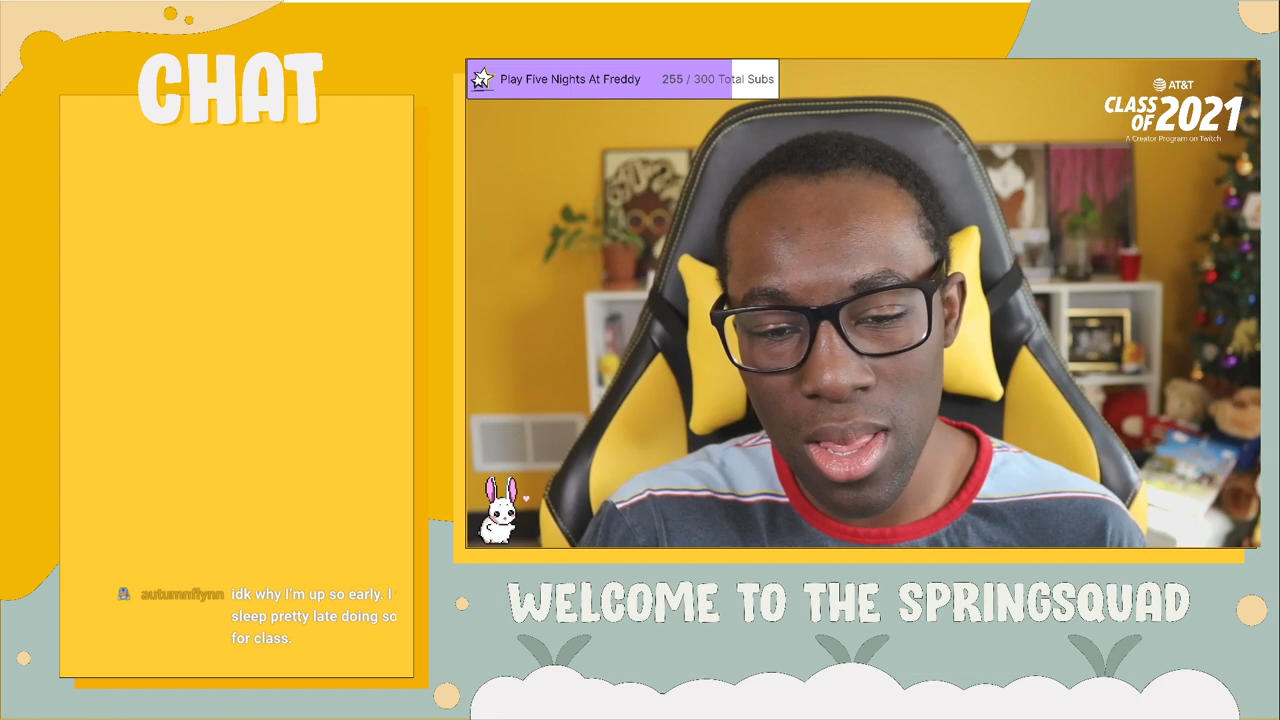 CHAT
Play Five Nights At Freddy 255 / 300 Total Subs
AT&T
CLASS
OF 2021
A Creator Program on Twitch
autumnflynn idk why I'm up so early. I
sleep pretty late doing so
for class.
WELCOME TO THE SPRINGSQUAD